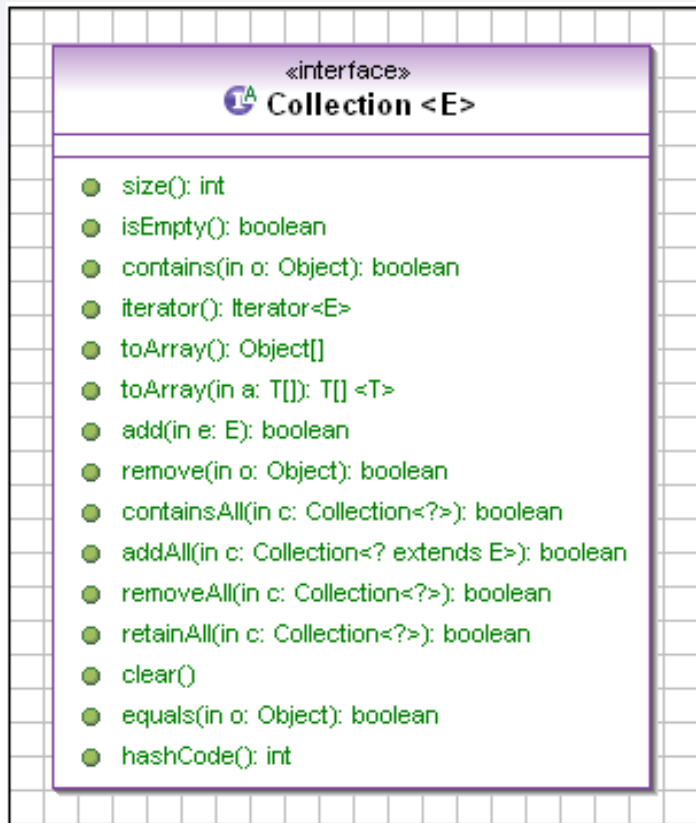 «interface»
Collection <E>
size(): int
isEmpty(): boolean
contains(in o: Object): boolean
iterator(): Iterator<E>
toArray(): Object[]
toArray(in a: T[]): T[] <T>
add(in e: E): boolean
remove(in o: Object): boolean
containsAll(in c: Collection<?>): boolean
addAll(in c: Collection<? extends E>): boolean
removeAll(in c: Collection<?>): boolean
retainAll(in c: Collection<?>): boolean
clear()
equals(in o: Object): boolean
hashCode(): int